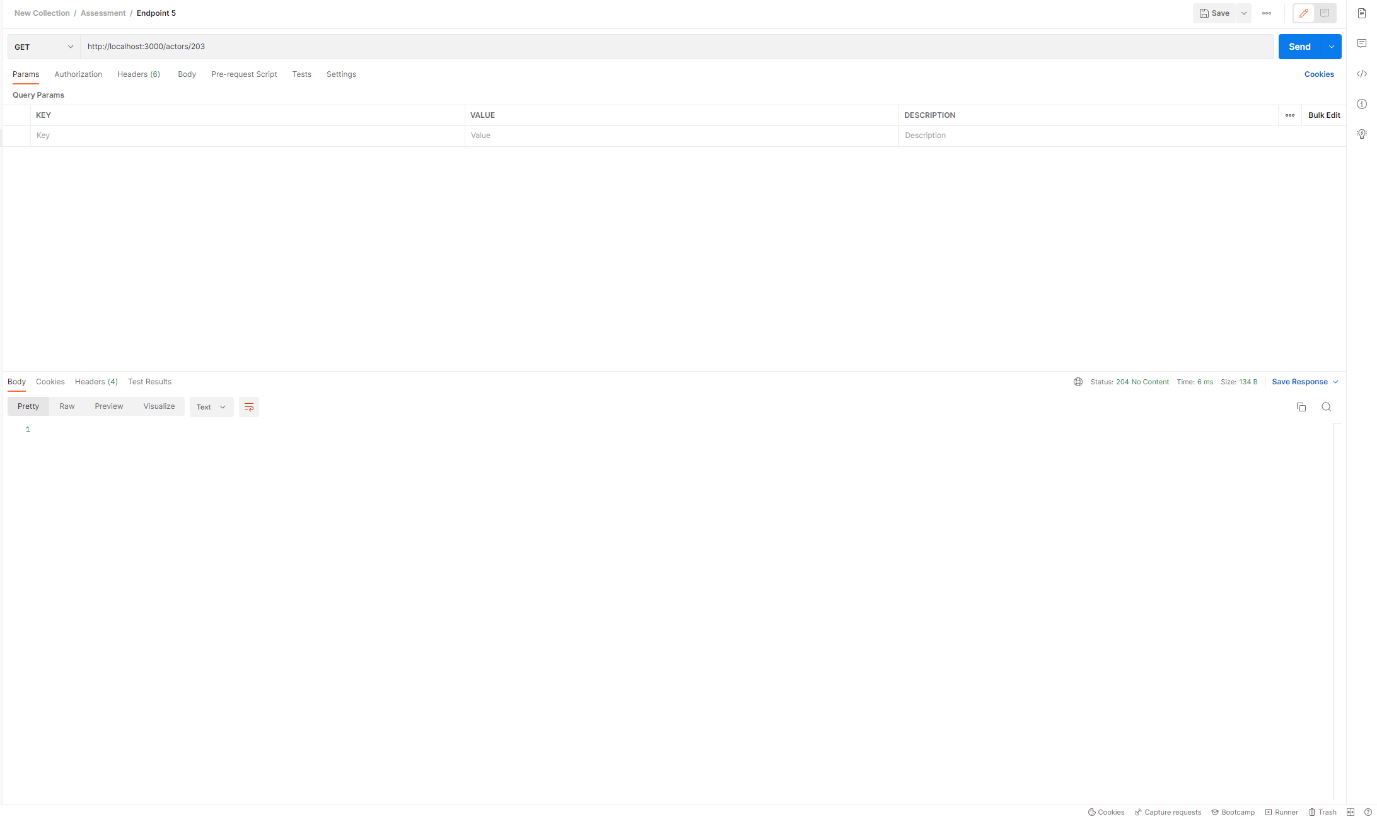 New Collection / Assessment / Endpoint 5
Save
GET
http://localhost:3000/actors/203
Send
Params Authorization Headers (6) Body Pre-request Script Tests Settings
Cookies
Query Params
KEY VALUE DESCRIPTION
Bulk Edit
Key Value Description
Body Cookies Headers (4) Test Results
Status: 204 No Content Time: 6 ms Size: 134 B
Save Response
Pretty Raw Preview Visualize Text
1
Cookies Capture requests Bootcamp Runner Trash